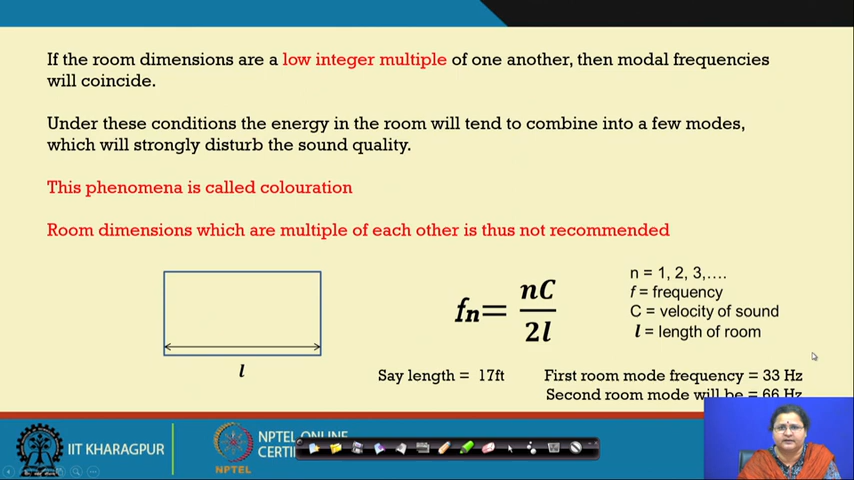 If the room dimensions are a low integer multiple of one another, then modal frequencies
will coincide.
Under these conditions the energy in the room will tend to combine into a few modes,
which will strongly disturb the sound quality.
This phenomena is called colouration
Room dimensions which are multiple of each other is thus not recommended
fn= nC / 2l
n = 1, 2, 3,....
f = frequency
C = velocity of sound
l = length of room
l
Say length = 17ft
First room mode frequency = 33 Hz
Second room mode will be = 66 Hz
IIT KHARAGPUR
NPTEL
NPTEL ONLINE